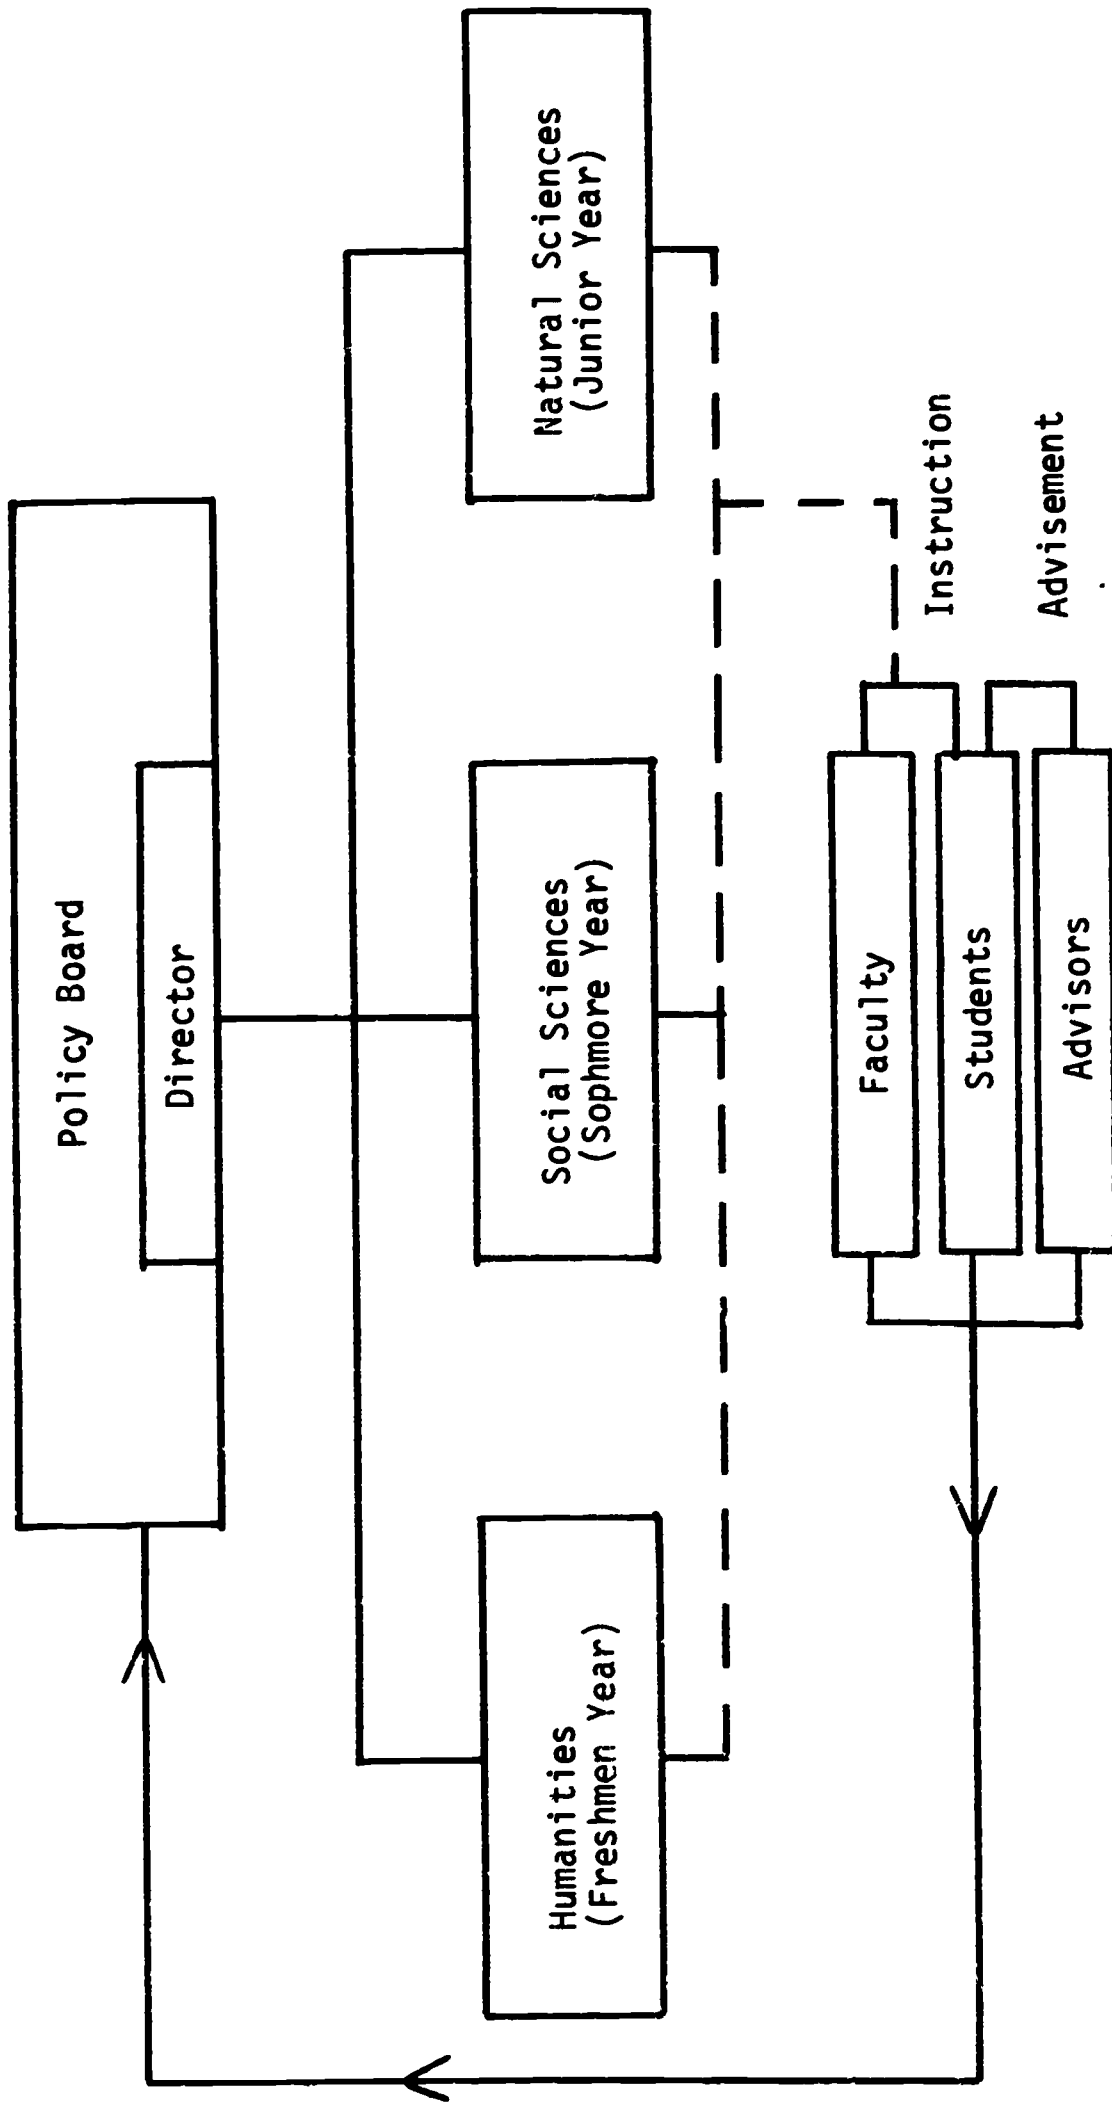 Policy Board
Director
Humanities
(Freshmen Year)
Social Sciences
(Sophmore Year)
Natural Sciences
(Junior Year)
Faculty
Instruction
Students
Advisement
Advisors